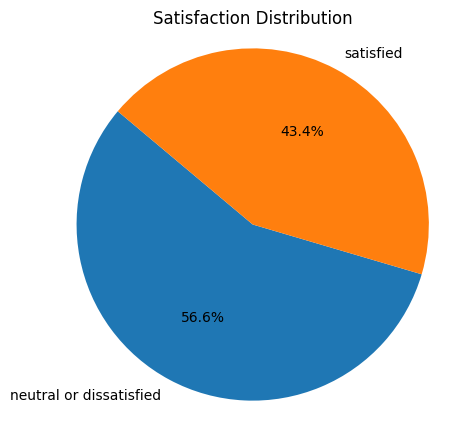 Satisfaction Distribution
satisfied
43.4%
56.6%
neutral or dissatisfied